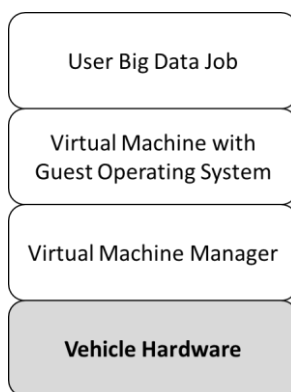 User Big Data Job
Virtual Machine with
Guest Operating System
Virtual Machine Manager
Vehicle Hardware